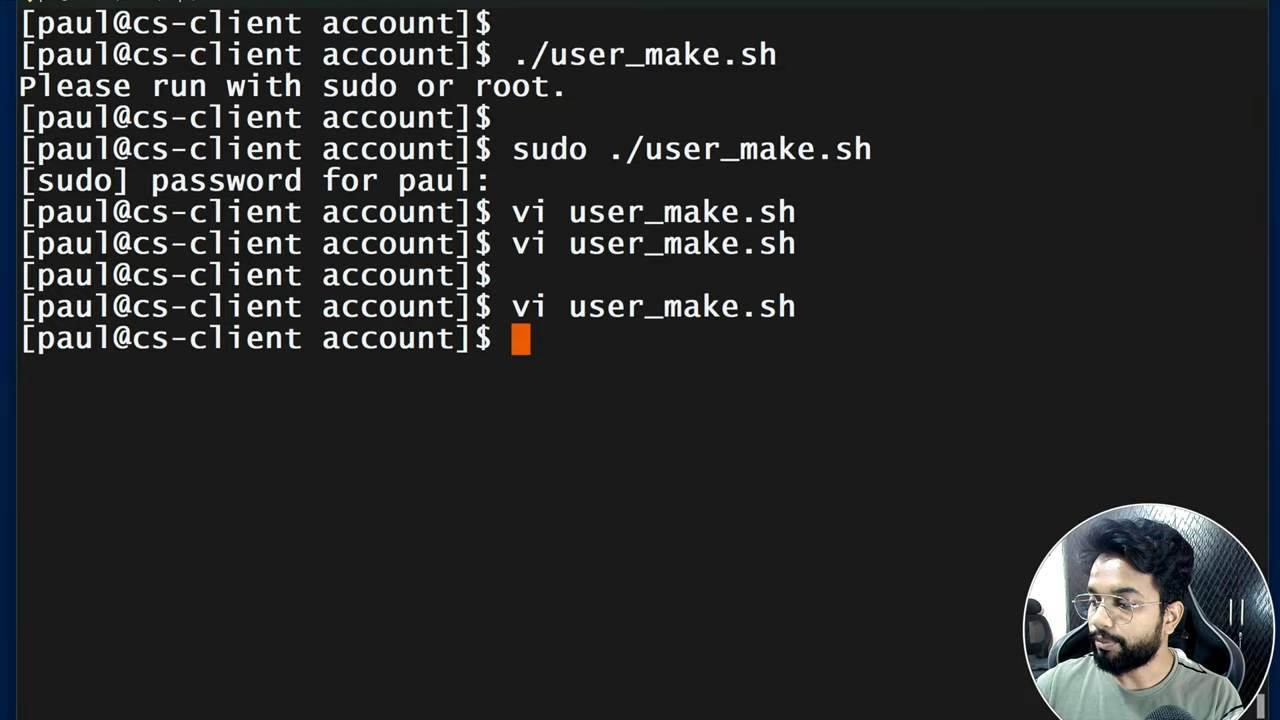 [paul@cs-client account]$
[paul@cs-client account]$ ./user_make.sh
Please run with sudo or root.
[paul@cs-client account]$
[paul@cs-client account]$ sudo ./user_make.sh
[sudo] password for paul:
[paul@cs-client account]$ vi user_make.sh
[paul@cs-client account]$ vi user_make.sh
[paul@cs-client account]$
[paul@cs-client account]$ vi user_make.sh
[paul@cs-client account]$